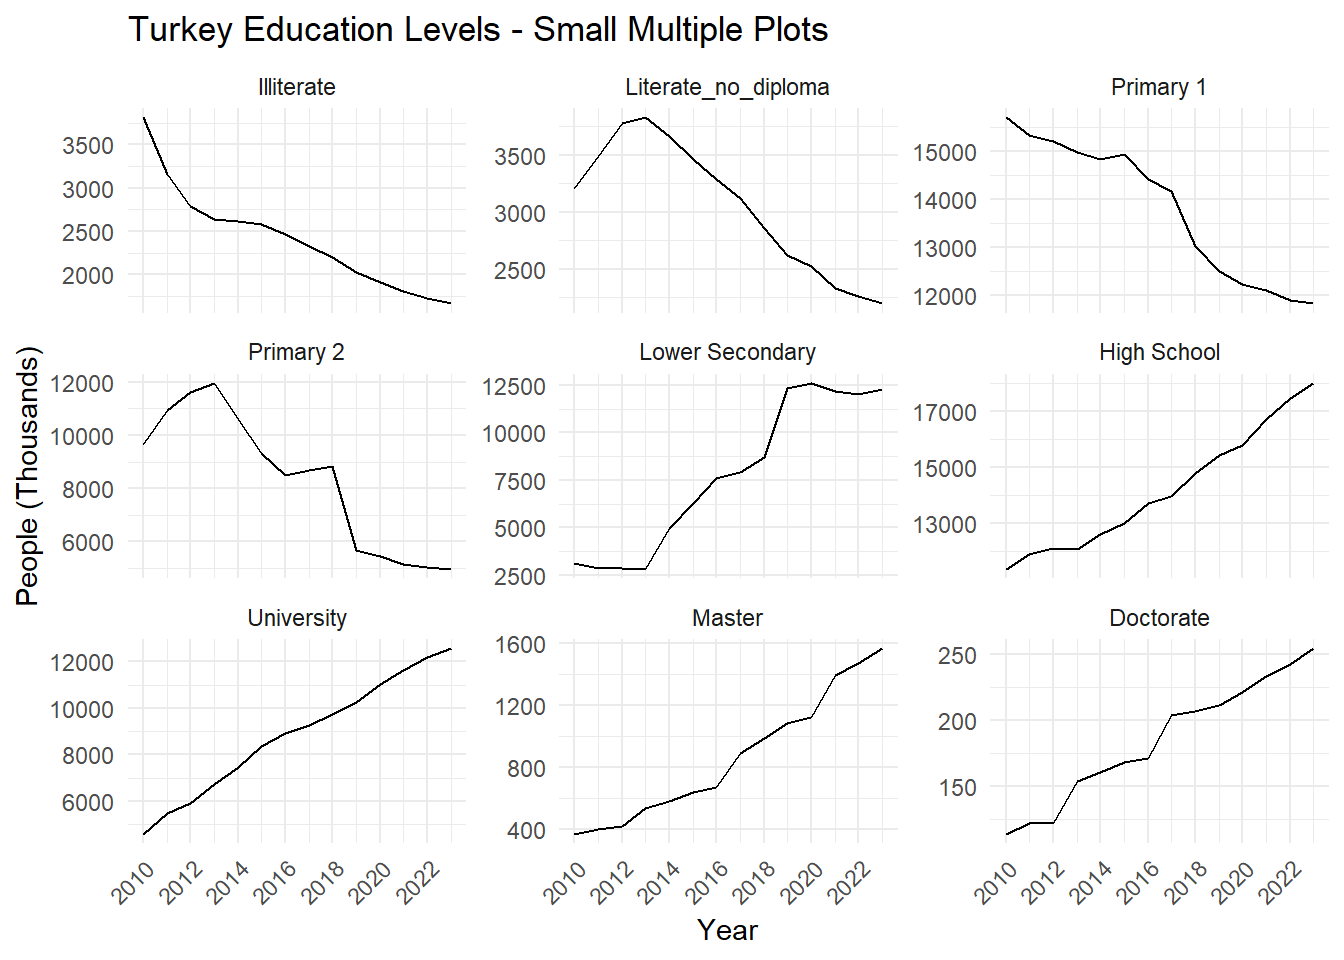 Turkey Education Levels - Small Multiple Plots
Illiterate
3500
3000
2500
2000
Literate_no_diploma
3500
3000
2500
Primary 1
15000
14000
13000
12000
People (Thousands)
Primary 2
12000
10000
8000
6000
Lower Secondary
12500
10000
7500
5000
2500
High School
17000
15000
13000
University
12000
10000
8000
6000
2010 2012 2014 2016 2018 2020 2022
Master
1600
1200
800
400
2010 2012 2014 2016 2018 2020 2022
Doctorate
250
200
150
2010 2012 2014 2016 2018 2020 2022
Year